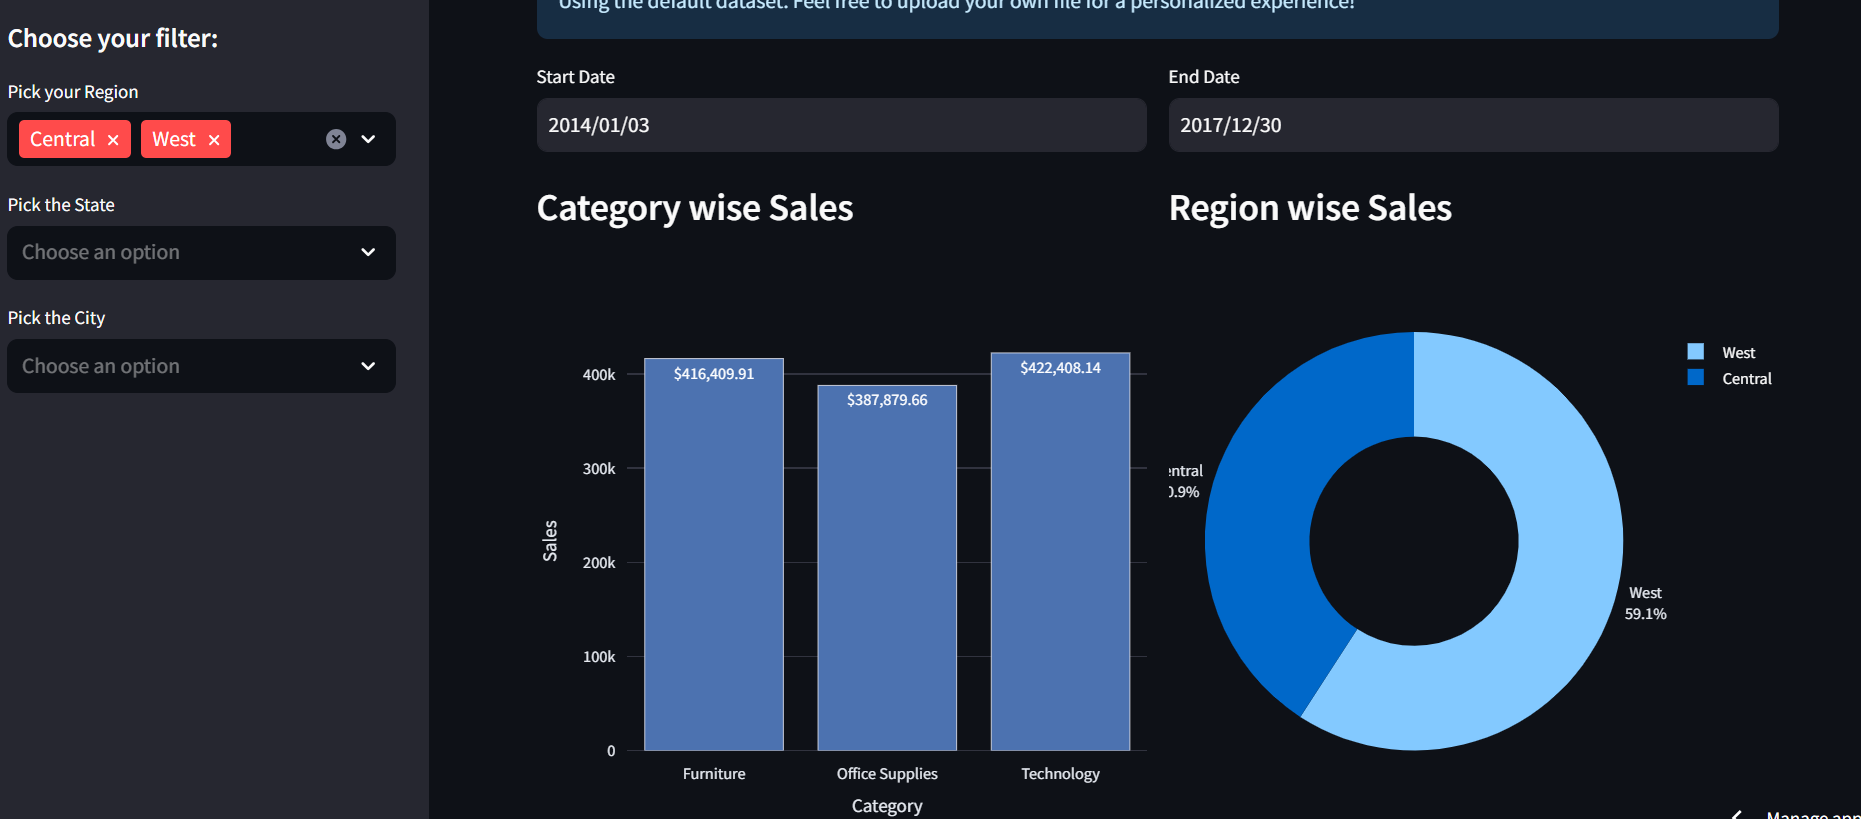 Using the default dataset. Feel free to upload your own file for a personalized experience!
Choose your filter:
Pick your Region
Central
West
Pick the State
Choose an option
Pick the City
Choose an option
Start Date
2014/01/03
End Date
2017/12/30
Category wise Sales
400k
300k
200k
100k
0
Sales
$416,409.91
$387,879.66
$422,408.14
Furniture
Office Supplies
Technology
Category
Region wise Sales
entral
0.9%
West
59.1%
West
Central
Manage app